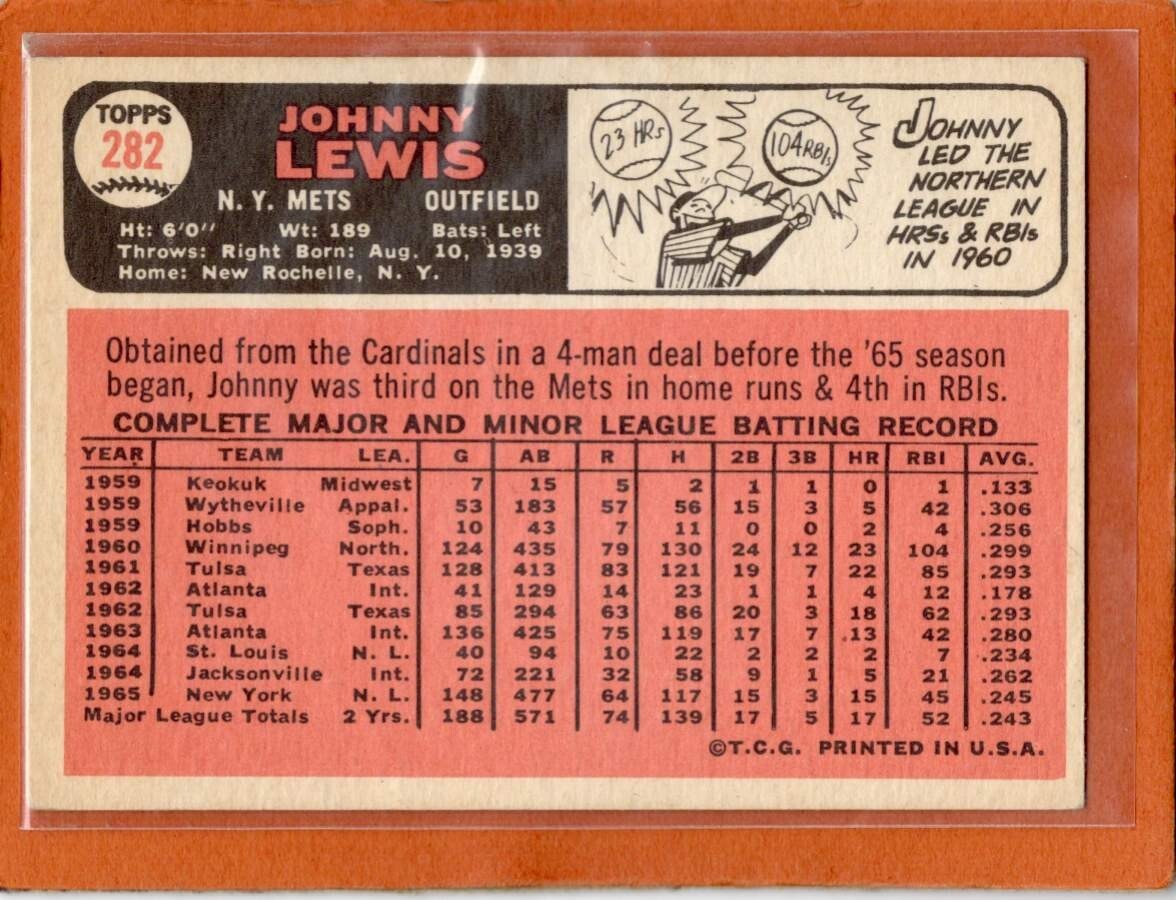 TOPPS
282
JOHNNY
LEWIS
N. Y. METS OUTFIELD
Ht: 6'0" Wt: 189 Bats: Left
Throws: Right Born: Aug. 10, 1939
Home: New Rochelle, N. Y.
23 HRs
104 RBIs
JOHNNY
LED THE
NORTHERN
LEAGUE IN
HRSs & RBIs
IN 1960
Obtained from the Cardinals in a 4-man deal before the '65 season
began, Johnny was third on the Mets in home runs & 4th in RBIs.
COMPLETE MAJOR AND MINOR LEAGUE BATTING RECORD
YEAR TEAM LEA. G AB R H 2B 3B HR RBI AVG.
1959 Keokuk Midwest 7 15 5 2 1 1 0 1 .133
1959 Wytheville Appal. 53 183 57 56 15 3 5 42 .306
1959 Hobbs Soph. 10 43 7 11 0 0 2 4 .256
1960 Winnipeg North. 124 435 79 130 24 12 23 104 .299
1961 Tulsa Texas 128 413 83 121 19 7 22 85 .293
1962 Atlanta Int. 41 129 14 23 1 1 4 12 .178
1962 Tulsa Texas 85 294 63 86 20 3 18 62 .293
1963 Atlanta Int. 136 425 75 119 17 7 13 42 .280
1964 St. Louis N. L. 40 94 10 22 2 2 2 7 .234
1964 Jacksonville Int. 72 221 32 58 9 1 5 21 .262
1965 New York N. L. 148 477 64 117 15 3 15 45 .245
Major League Totals 2 Yrs. 188 571 74 139 17 5 17 52 .243
©T.C.G. PRINTED IN U.S.A.